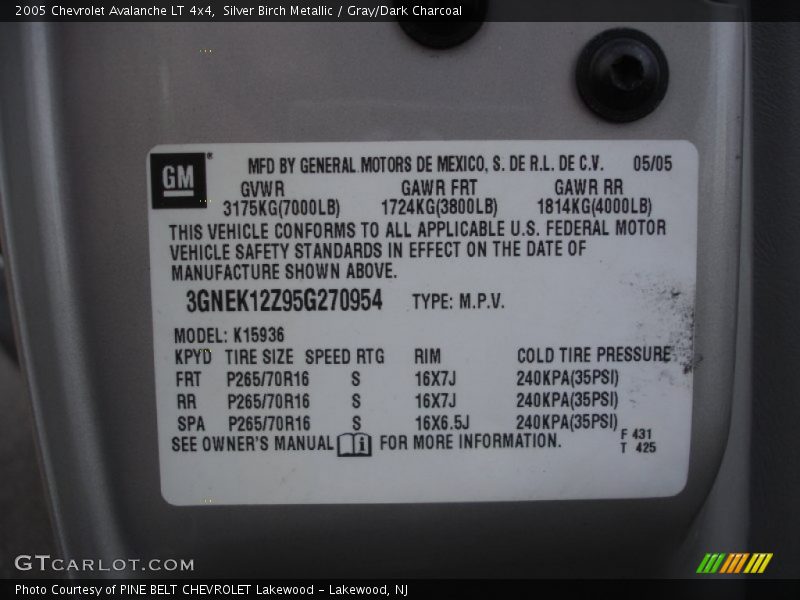 2005 Chevrolet Avalanche LT 4x4,  Silver Birch Metallic / Gray/Dark Charcoal
GM® MFD BY GENERAL MOTORS DE MEXICO, S. DE R.L. DE C.V. 05/05
GVWR GAWR FRT GAWR RR
3175KG(7000LB) 1724KG(3800LB) 1814KG(4000LB)
THIS VEHICLE CONFORMS TO ALL APPLICABLE U.S. FEDERAL MOTOR
VEHICLE SAFETY STANDARDS IN EFFECT ON THE DATE OF
MANUFACTURE SHOWN ABOVE.
3GNEK12Z95G270954 TYPE: M.P.V.
MODEL: K15936
KPYD TIRE SIZE SPEED RTG RIM COLD TIRE PRESSURE
FRT P265/70R16 S 16X7J 240KPA(35PSI)
RR P265/70R16 S 16X7J 240KPA(35PSI)
SPA P265/70R16 S 16X6.5J 240KPA(35PSI)
SEE OWNER'S MANUAL i FOR MORE INFORMATION.
F 431
T 425
GTCARLOT.COM
Photo Courtesy of PINE BELT CHEVROLET Lakewood - Lakewood, NJ